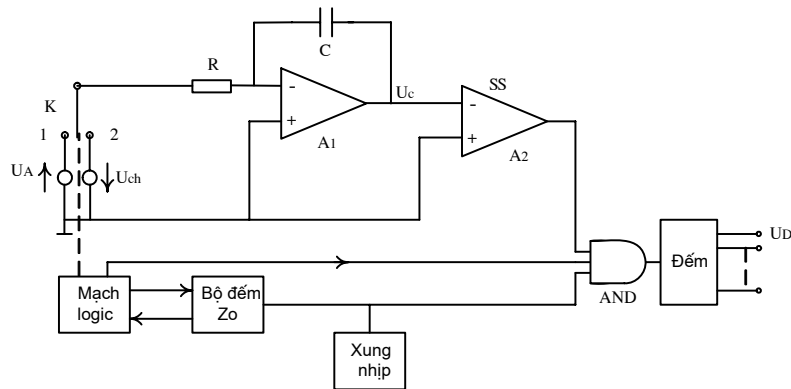 C
R
-
+
A1
Uc
SS
-
+
A2
K
1
2
UA
Uch
Mạch
logic
Bộ đếm
Zo
Xung
nhịp
AND
Đếm
UD